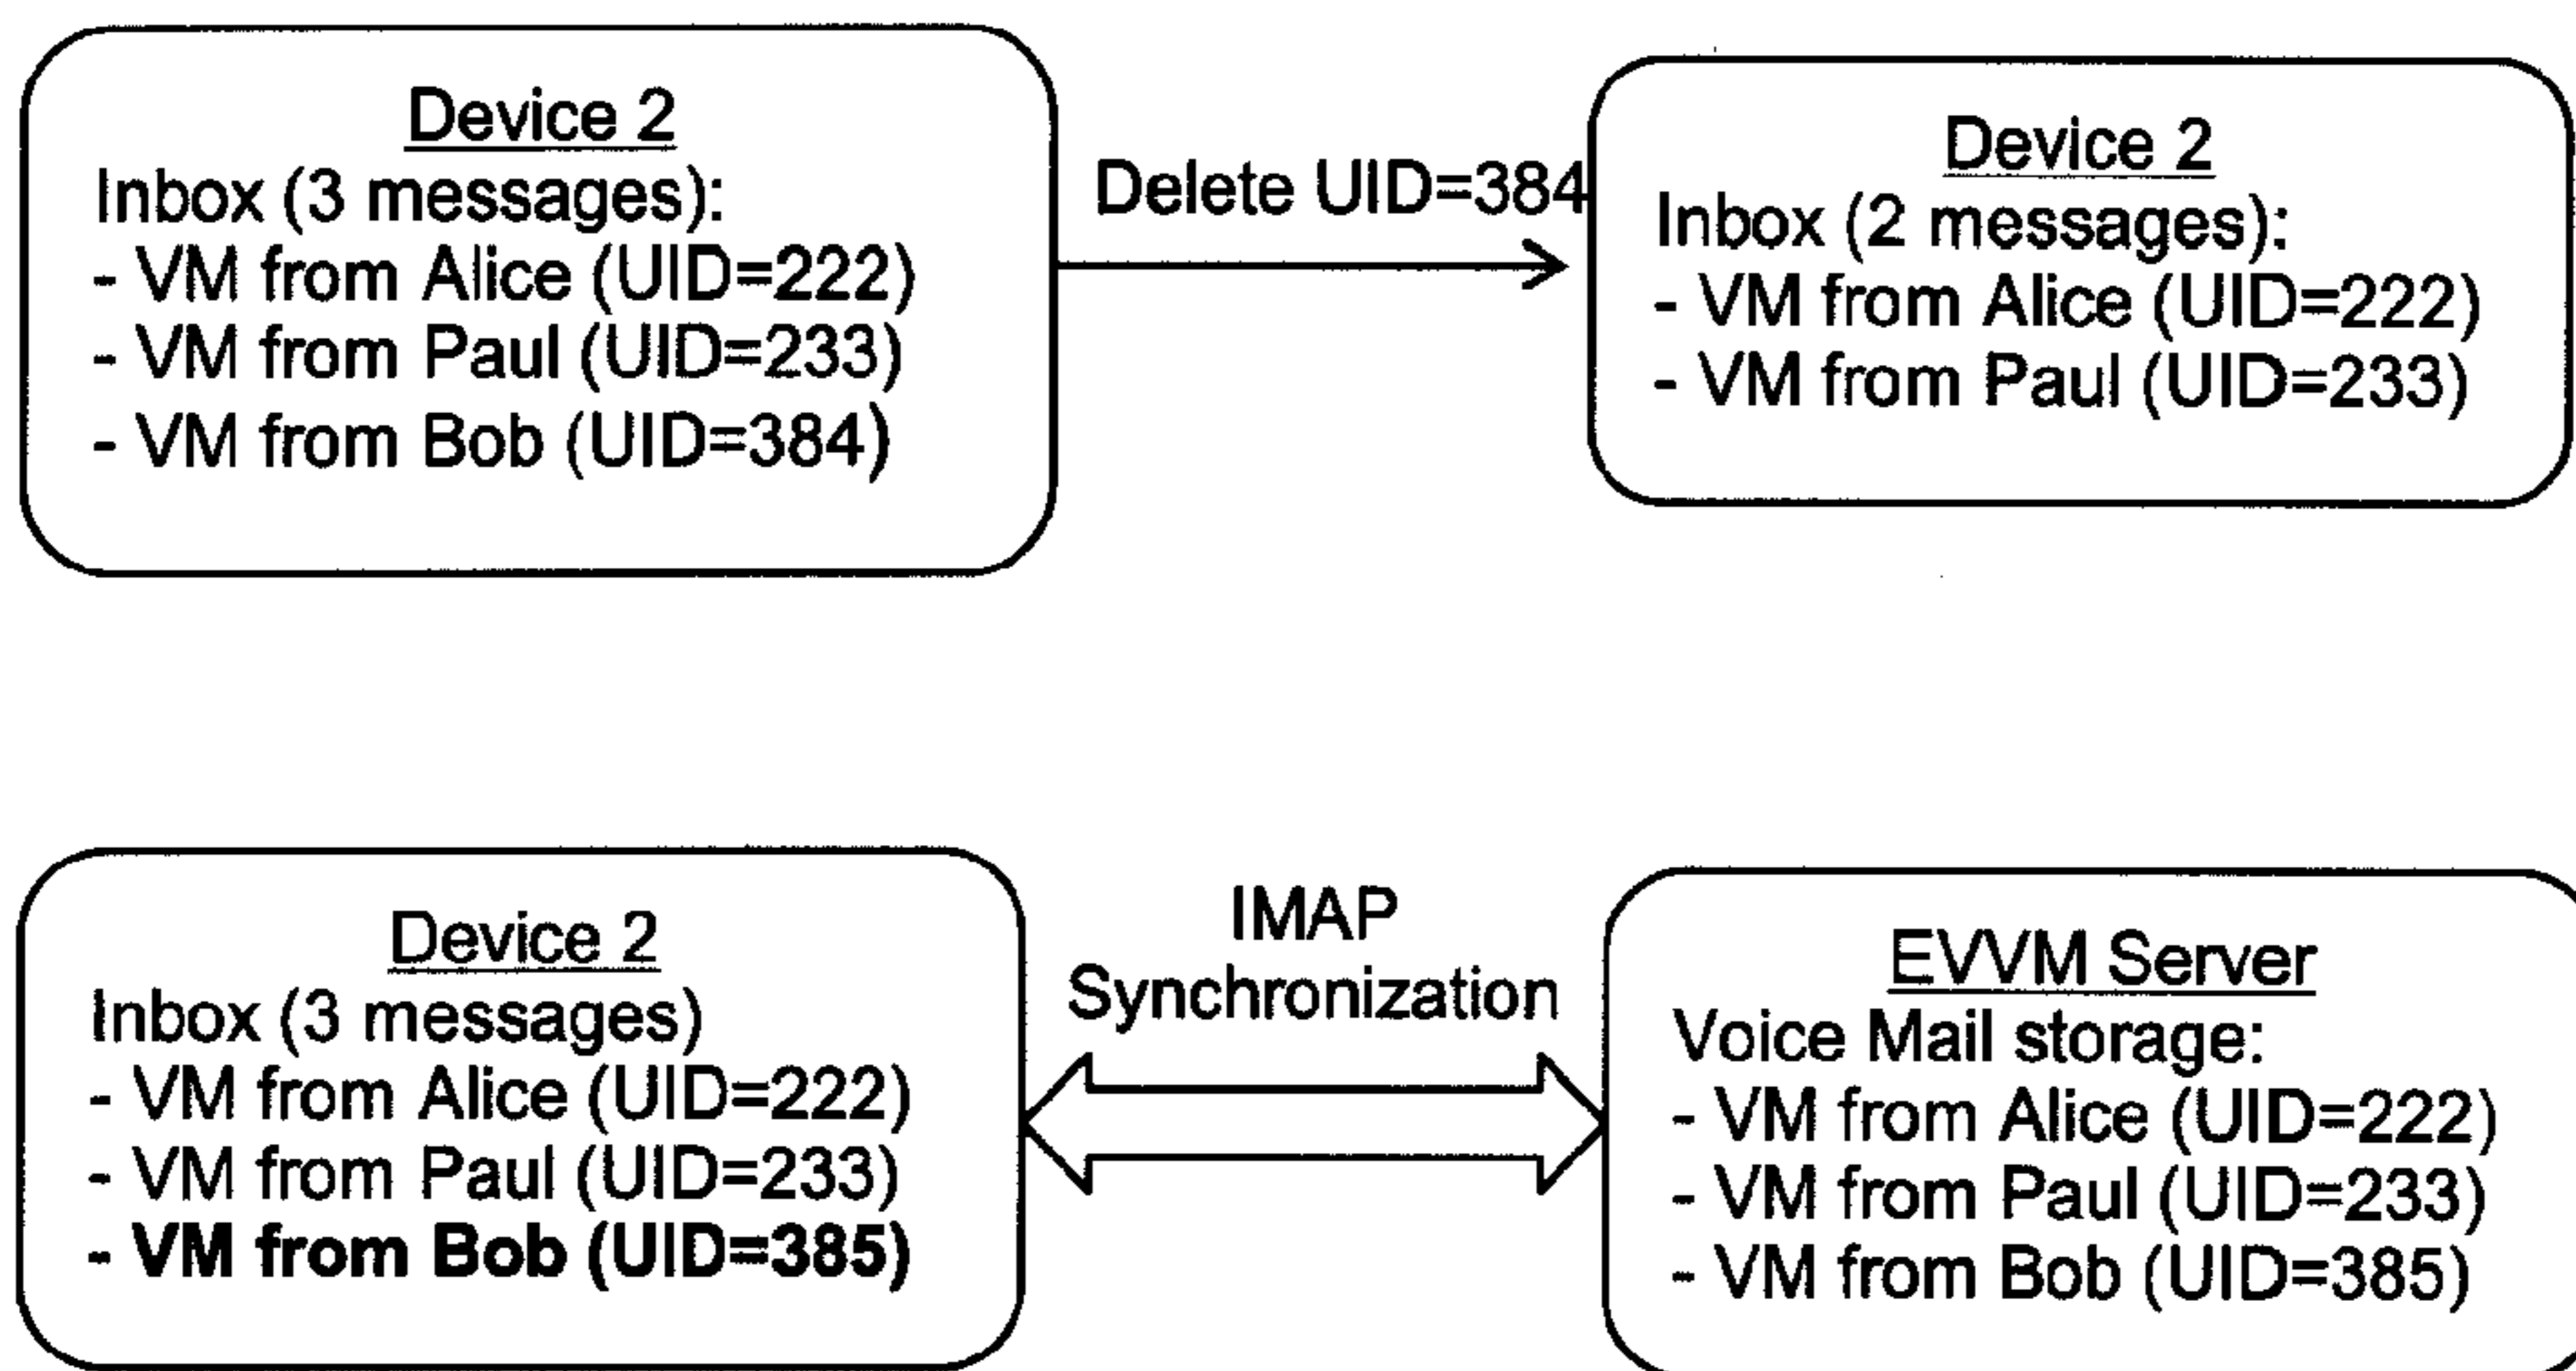 Device 2
Inbox (3 messages):
- VM from Alice (UID=222)
- VM from Paul (UID=233)
- VM from Bob (UID=384)
Delete UID=384
Device 2
Inbox (2 messages):
- VM from Alice (UID=222)
- VM from Paul (UID=233)
Device 2
Inbox (3 messages)
- VM from Alice (UID=222)
- VM from Paul (UID=233)
- VM from Bob (UID=385)
IMAP
Synchronization
EVVM Server
Voice Mail storage:
- VM from Alice (UID=222)
- VM from Paul (UID=233)
- VM from Bob (UID=385)